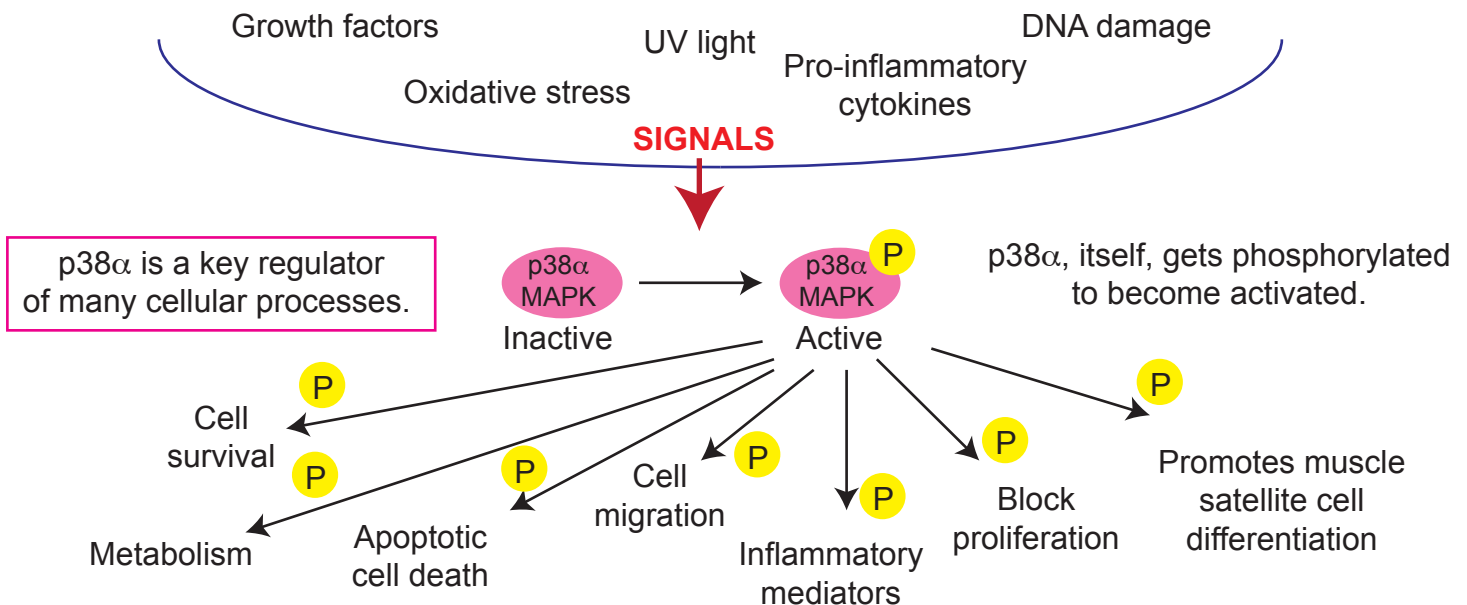 Growth factors
UV light
DNA damage
Oxidative stress
Pro-inflammatory
cytokines
SIGNALS
p38α is a key regulator
of many cellular processes.
p38α
MAPK
Inactive
p38α
MAPK
P
Active
p38α, itself, gets phosphorylated
to become activated.
P
Cell
survival
P
Metabolism
P
Apoptotic
cell death
P
Cell
migration
P
Inflammatory
mediators
P
Block
proliferation
P
Promotes muscle
satellite cell
differentiation